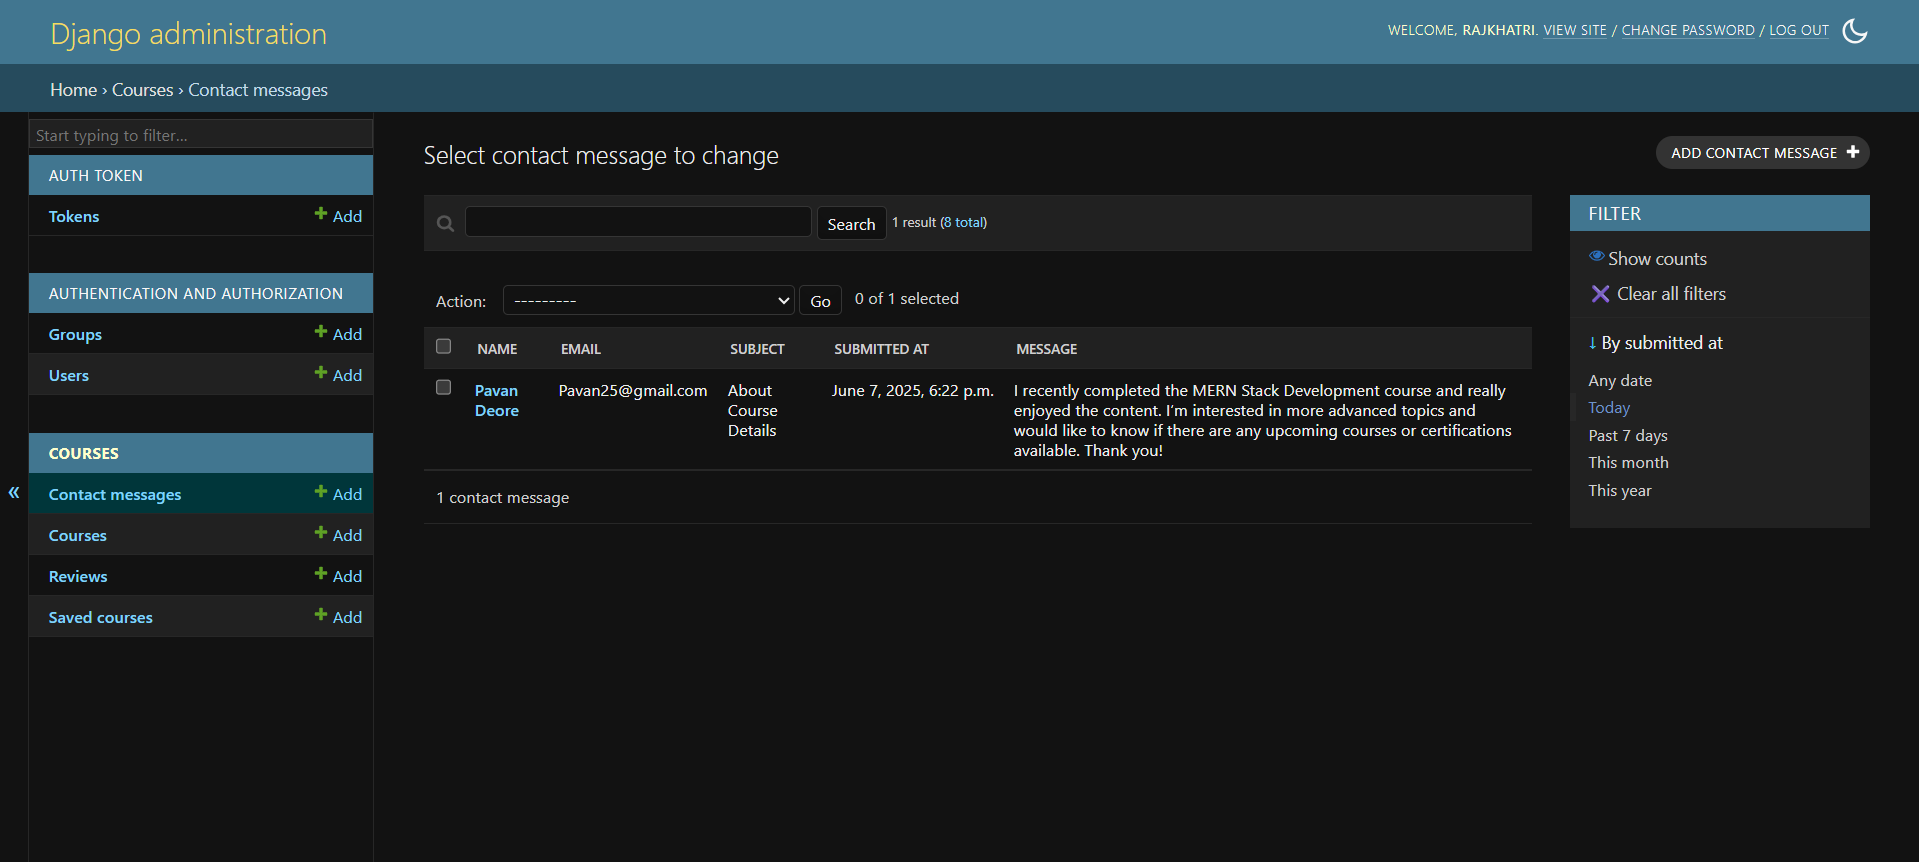 Django administration
WELCOME, RAJKHATRI. VIEW SITE / CHANGE PASSWORD / LOG OUT
Home › Courses › Contact messages
Start typing to filter...
AUTH TOKEN
Tokens + Add
AUTHENTICATION AND AUTHORIZATION
Groups + Add
Users + Add
COURSES
Contact messages + Add
Courses + Add
Reviews + Add
Saved courses + Add
«
Select contact message to change
ADD CONTACT MESSAGE +
Search 1 result (8 total)
Action: --------- Go 0 of 1 selected
NAME EMAIL SUBJECT SUBMITTED AT MESSAGE
Pavan Deore
Pavan25@gmail.com
About Course Details
June 7, 2025, 6:22 p.m.
I recently completed the MERN Stack Development course and really
enjoyed the content. I'm interested in more advanced topics and
would like to know if there are any upcoming courses or certifications
available. Thank you!
1 contact message
FILTER
Show counts
Clear all filters
↓ By submitted at
Any date
Today
Past 7 days
This month
This year